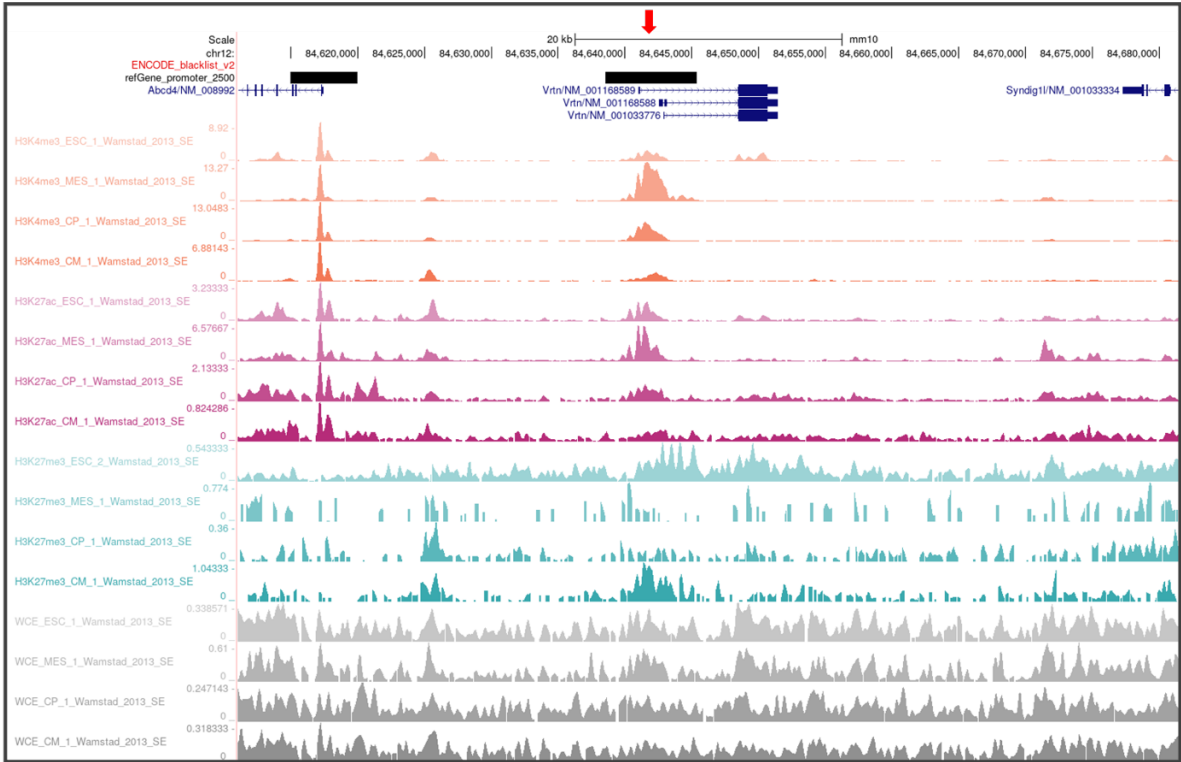 Scale 20 kb mm10
chr12: 84,620,000 84,625,000 84,630,000 84,635,000 84,640,000 84,645,000 84,650,000 84,655,000 84,660,000 84,665,000 84,670,000 84,675,000 84,680,000
ENCODE_blacklist_v2
refGene_promoter_2500
Abcd4/NM_008992 Vrtn/NM_001168589 Syndig1l/NM_001033334
Vrtn/NM_001168588
Vrtn/NM_001033776
8.92
H3K4me3_ESC_1_Wamstad_2013_SE
0
13.27
H3K4me3_MES_1_Wamstad_2013_SE
0
13.0483
H3K4me3_CP_1_Wamstad_2013_SE
0
6.88143
H3K4me3_CM_1_Wamstad_2013_SE
0
3.23333
H3K27ac_ESC_1_Wamstad_2013_SE
0
6.57667
H3K27ac_MES_1_Wamstad_2013_SE
0
2.13333
H3K27ac_CP_1_Wamstad_2013_SE
0
0.824286
H3K27ac_CM_1_Wamstad_2013_SE
0
0.543333
H3K27me3_ESC_2_Wamstad_2013_SE
0
0.774
H3K27me3_MES_1_Wamstad_2013_SE
0
0.36
H3K27me3_CP_1_Wamstad_2013_SE
0
1.04333
H3K27me3_CM_1_Wamstad_2013_SE
0
0.338571
WCE_ESC_1_Wamstad_2013_SE
0
0.61
WCE_MES_1_Wamstad_2013_SE
0
0.247143
WCE_CP_1_Wamstad_2013_SE
0
0.318333
WCE_CM_1_Wamstad_2013_SE
0